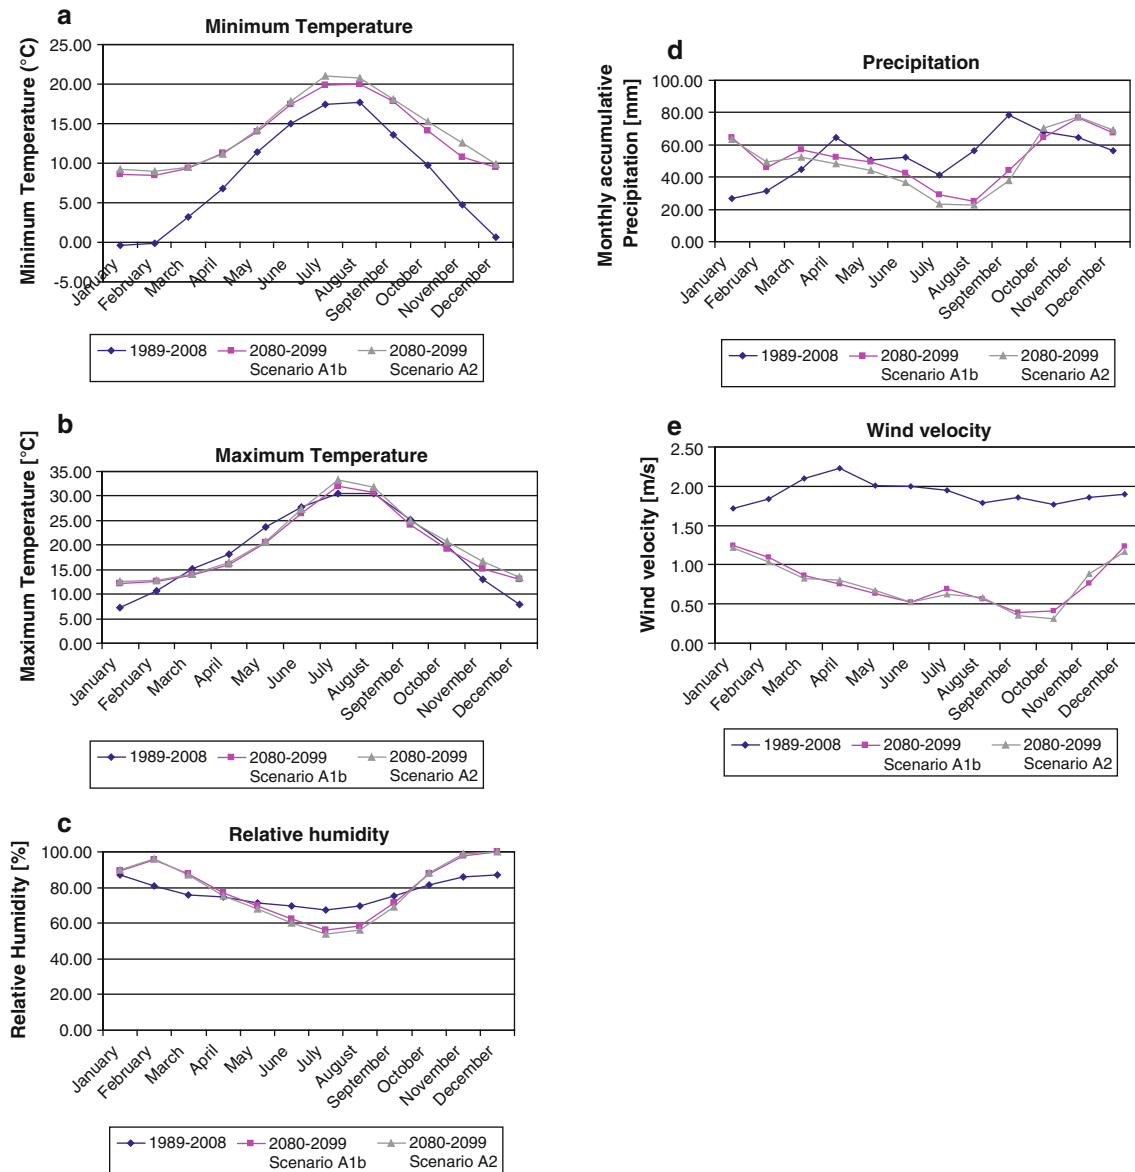 a
Minimum Temperature
Minimum Temperature (°C)
25.00
20.00
15.00
10.00
5.00
0.00
-5.00
January
February
March
April
May
June
July
August
September
October
November
December
1989-2008
2080-2099
Scenario A1b
2080-2099
Scenario A2
b
Maximum Temperature
Maximum Temperature [°C]
35.00
30.00
25.00
20.00
15.00
10.00
5.00
0.00
January
February
March
April
May
June
July
August
September
October
November
December
1989-2008
2080-2099
Scenario A1b
2080-2099
Scenario A2
c
Relative humidity
Relative Humidity [%]
100.00
80.00
60.00
40.00
20.00
0.00
January
February
March
April
May
June
July
August
September
October
November
December
1989-2008
2080-2099
Scenario A1b
2080-2099
Scenario A2
d
Precipitation
Monthly accumulative
Precipitation [mm]
100.00
80.00
60.00
40.00
20.00
0.00
January
February
March
April
May
June
July
August
September
October
November
December
1989-2008
2080-2099
Scenario A1b
2080-2099
Scenario A2
e
Wind velocity
Wind velocity [m/s]
2.50
2.00
1.50
1.00
0.50
0.00
January
February
March
April
May
June
July
August
September
October
November
December
1989-2008
2080-2099
Scenario A1b
2080-2099
Scenario A2